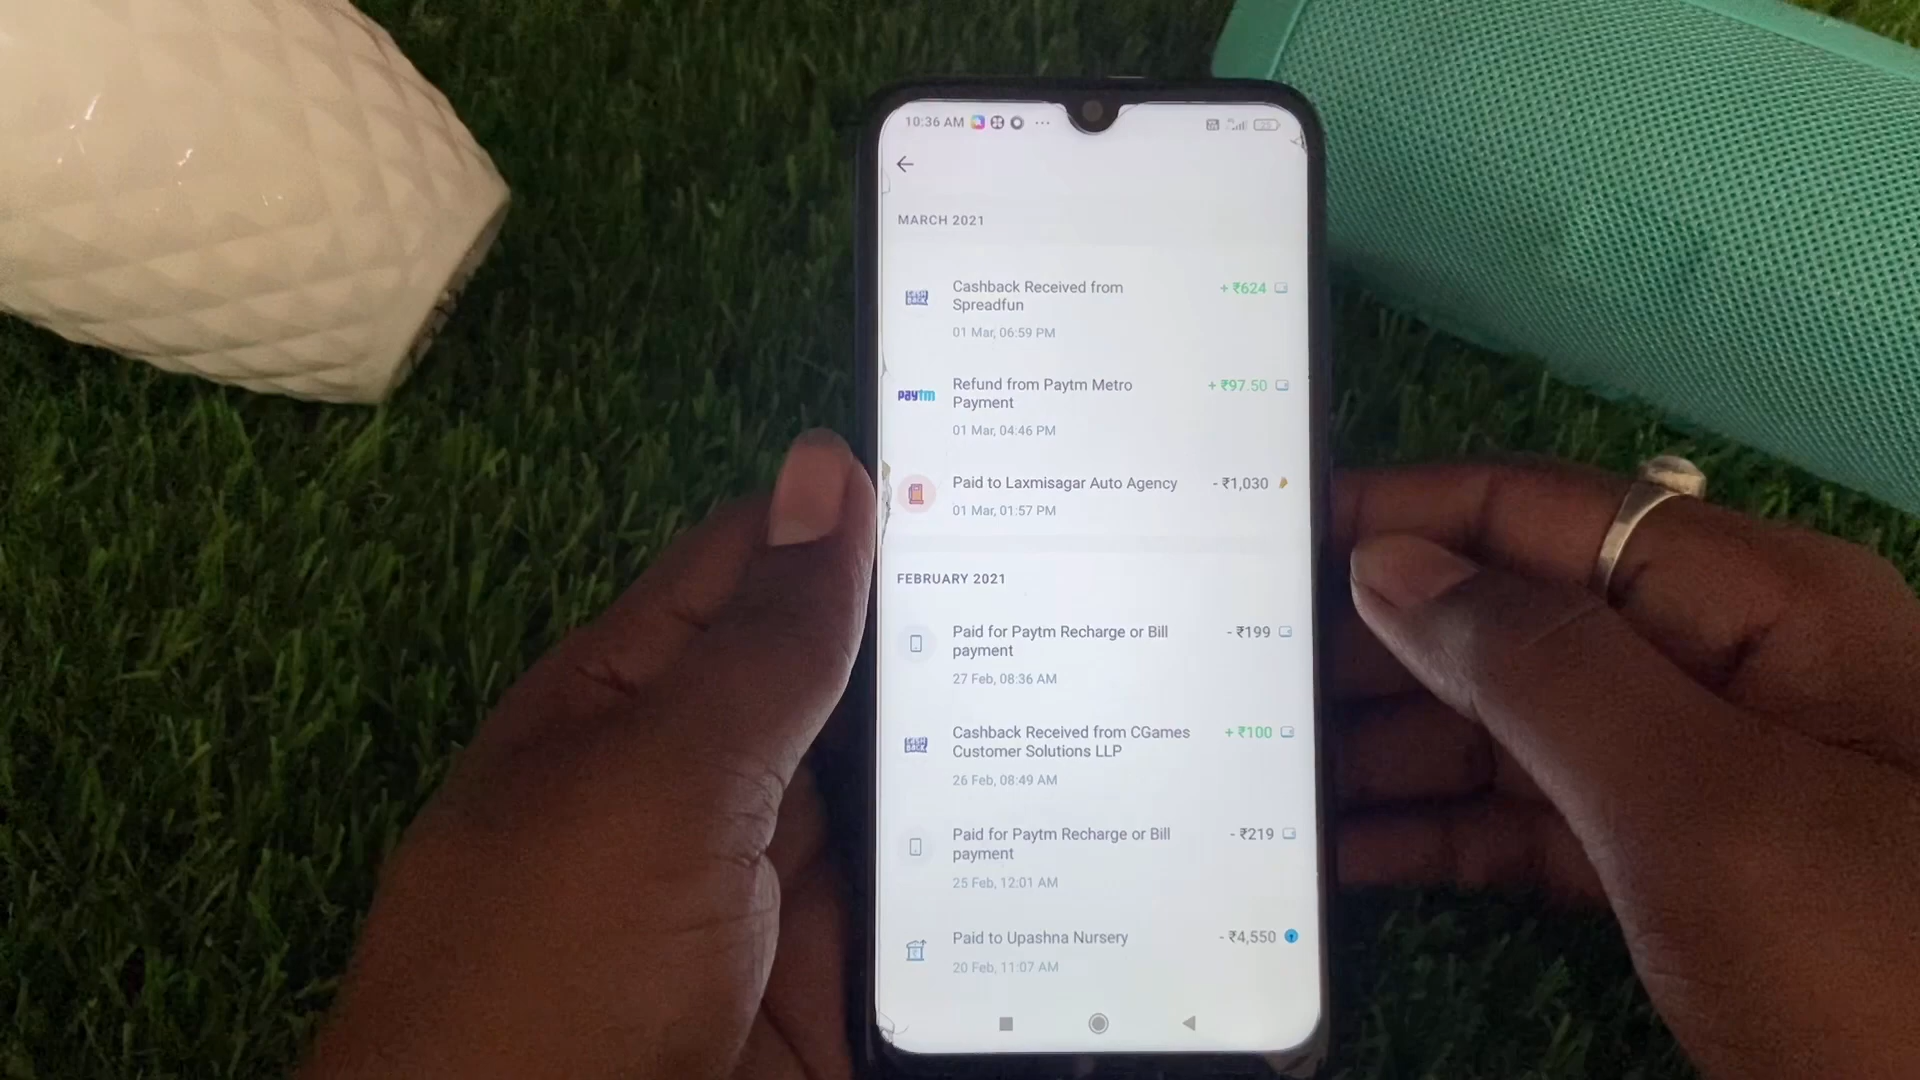 10:36 AM
MARCH 2021
Cashback Received from
Spreadfun
+ ₹624
01 Mar, 06:59 PM
paytm
Refund from Paytm Metro
Payment
+ ₹97.50
01 Mar, 04:46 PM
Paid to Laxmisagar Auto Agency
- ₹1,030
01 Mar, 01:57 PM
FEBRUARY 2021
Paid for Paytm Recharge or Bill
payment
- ₹199
27 Feb, 08:36 AM
Cashback Received from CGames
Customer Solutions LLP
+ ₹100
26 Feb, 08:49 AM
Paid for Paytm Recharge or Bill
payment
- ₹219
25 Feb, 12:01 AM
Paid to Upashna Nursery
- ₹4,550
20 Feb, 11:07 AM